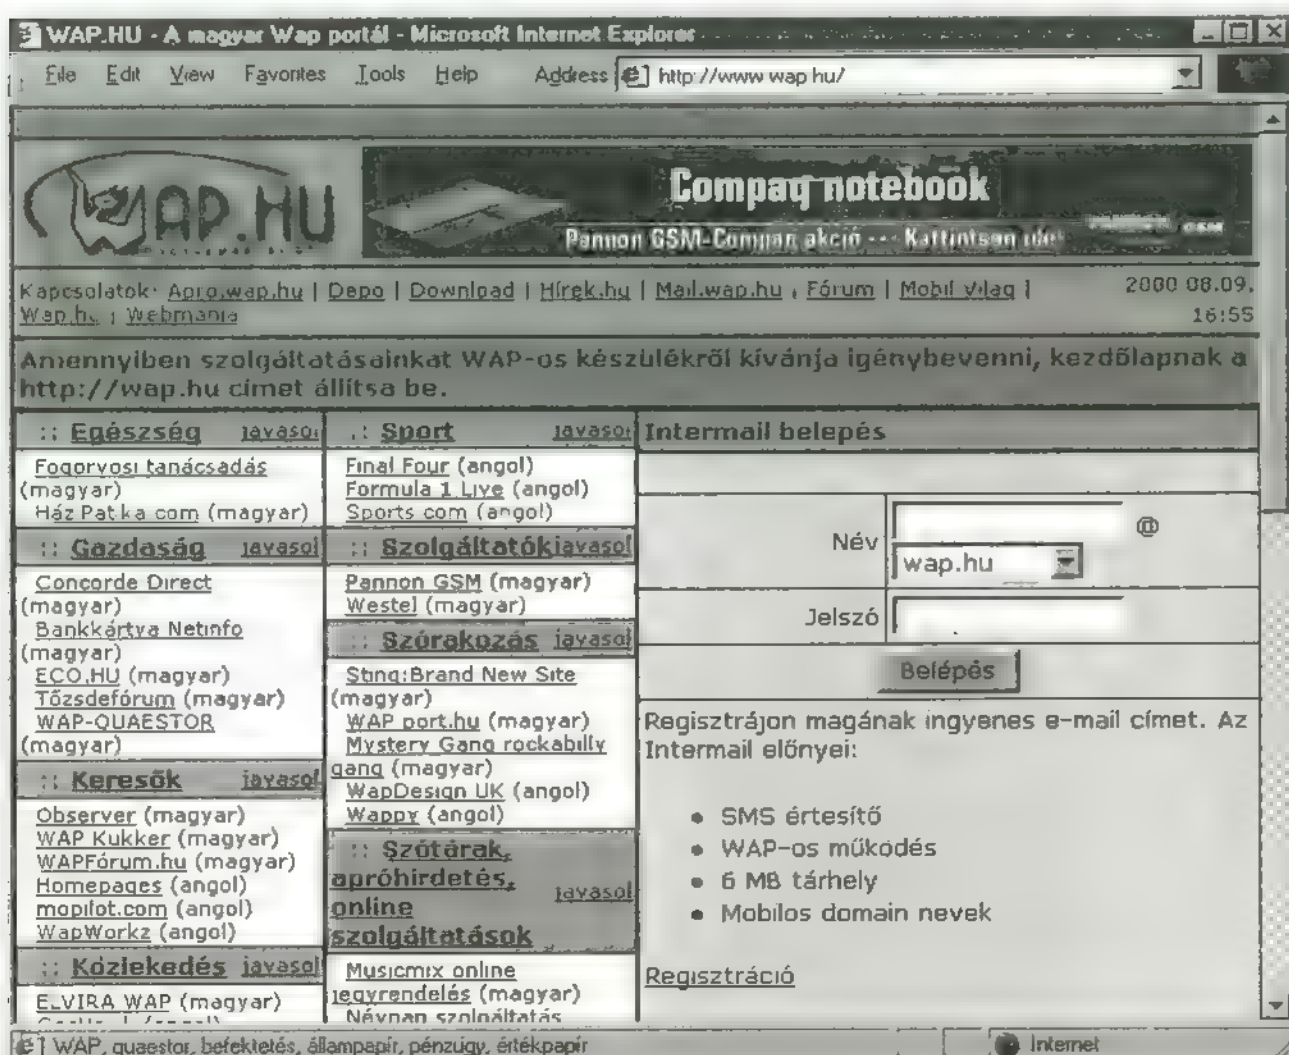 WAP.HU - A magyar Wap portál - Microsoft Internet Explorer
File Edit View Favorites Tools Help Address http://www.wap.hu/
WAP.HU
Compaq notebook
Pannon GSM-Compaq akció --- Kattintson ide!
Kapcsolatok: Apro.wap.hu | Depo | Download | Hírek.hu | Mail.wap.hu | Fórum | Mobil Világ |
Wap.hu | Webmania
2000.08.09.
16:55
Amennyiben szolgáltatásainkat WAP-os készülékről kívánja igénybevenni, kezdőlapnak a
http://wap.hu címet állítsa be.
:: Egészség javasol
Fogorvosi tanácsadás
(magyar)
Ház Patika com (magyar)
:: Gazdaság javasol
Concorde Direct
(magyar)
Bankkártya Netinfo
(magyar)
ECO.HU (magyar)
Tőzsdefórum (magyar)
WAP-QUAESTOR
(magyar)
:: Keresők javasol
Observer (magyar)
WAP Kukker (magyar)
WAPFórum.hu (magyar)
Homepages (angol)
mopilot.com (angol)
WapWorkz (angol)
:: Közlekedés javasol
ELVIRA WAP (magyar)
:: Sport javasol
Final Four (angol)
Formula 1 Live (angol)
Sports com (angol)
:: Szolgáltatók javasol
Pannon GSM (magyar)
Westel (magyar)
:: Szórakozás javasol
Sting:Brand New Site
(magyar)
WAP port.hu (magyar)
Mystery Gang rockabilly
gang (magyar)
WapDesign UK (angol)
Wappy (angol)
:: Szótárak,
apróhirdetés,
online
szolgáltatások
javasol
Musicmix online
jegyrendelés (magyar)
Névnap szolgáltatás
Intermail belepés
Név @
wap.hu
Jelszó
Belépés
Regisztrájon magának ingyenes e-mail címet. Az
Intermail előnyei:
• SMS értesítő
• WAP-os működés
• 6 MB tárhely
• Mobilos domain nevek
Regisztráció
WAP, quaestor, befektetés, állampapír, pénzügy, értékpapír
Internet